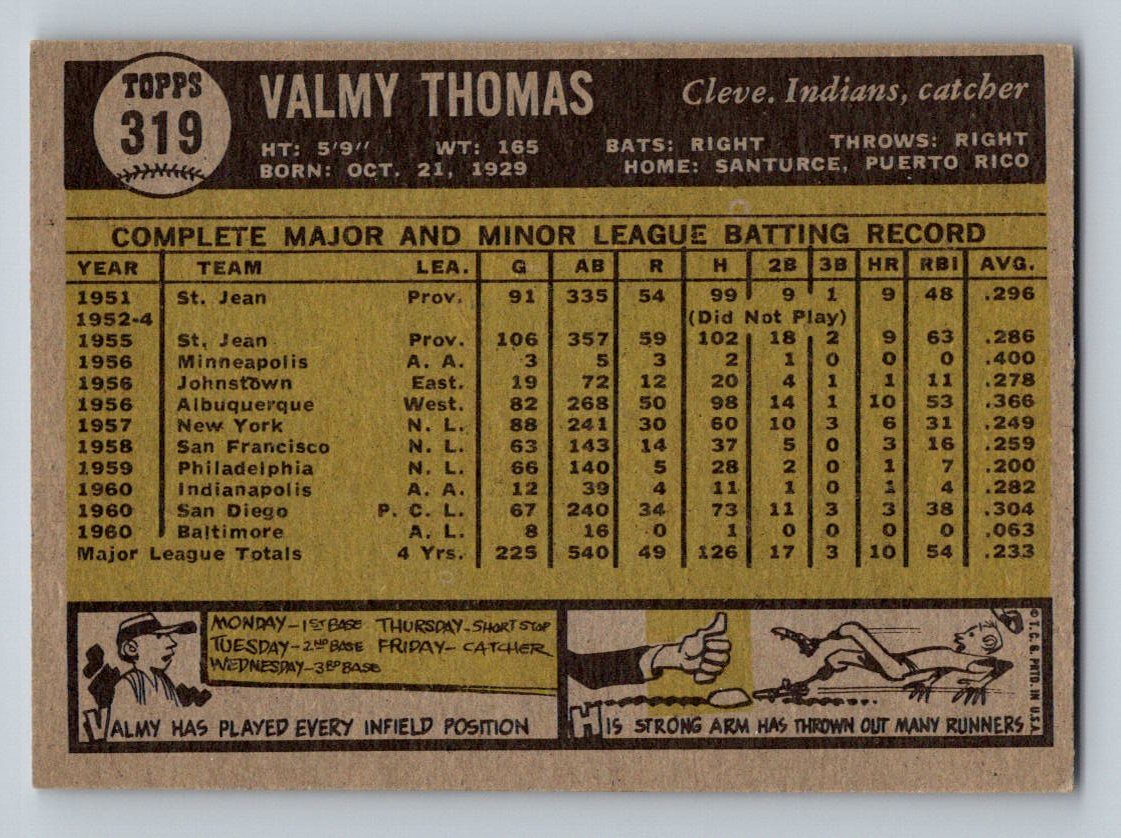 TOPPS
319
VALMY THOMAS
Cleve. Indians, catcher
HT: 5'9" WT: 165 BATS: RIGHT THROWS: RIGHT
BORN: OCT. 21, 1929 HOME: SANTURCE, PUERTO RICO
COMPLETE MAJOR AND MINOR LEAGUE BATTING RECORD
YEAR TEAM LEA. G AB R H 2B 3B HR RBI AVG.
1951 St. Jean Prov. 91 335 54 99 9 1 9 48 .296
1952-4 (Did Not Play)
1955 St. Jean Prov. 106 357 59 102 18 2 9 63 .286
1956 Minneapolis A. A. 3 5 3 2 1 0 0 0 .400
1956 Johnstown East. 19 72 12 20 4 1 1 11 .278
1956 Albuquerque West. 82 268 50 98 14 1 10 53 .366
1957 New York N. L. 88 241 30 60 10 3 6 31 .249
1958 San Francisco N. L. 63 143 14 37 5 0 3 16 .259
1959 Philadelphia N. L. 66 140 5 28 2 0 1 7 .200
1960 Indianapolis A. A. 12 39 4 11 1 0 1 4 .282
1960 San Diego P. C. L. 67 240 34 73 11 3 3 38 .304
1960 Baltimore A. L. 8 16 0 1 0 0 0 0 .063
Major League Totals 4 Yrs. 225 540 49 126 17 3 10 54 .233
MONDAY-1ST BASE THURSDAY-SHORT STOP
TUESDAY-2ND BASE FRIDAY-CATCHER
WEDNESDAY-3RD BASE
VALMY HAS PLAYED EVERY INFIELD POSITION
HIS STRONG ARM HAS THROWN OUT MANY RUNNERS.
© T. C. G. PRTD. IN U.S.A.